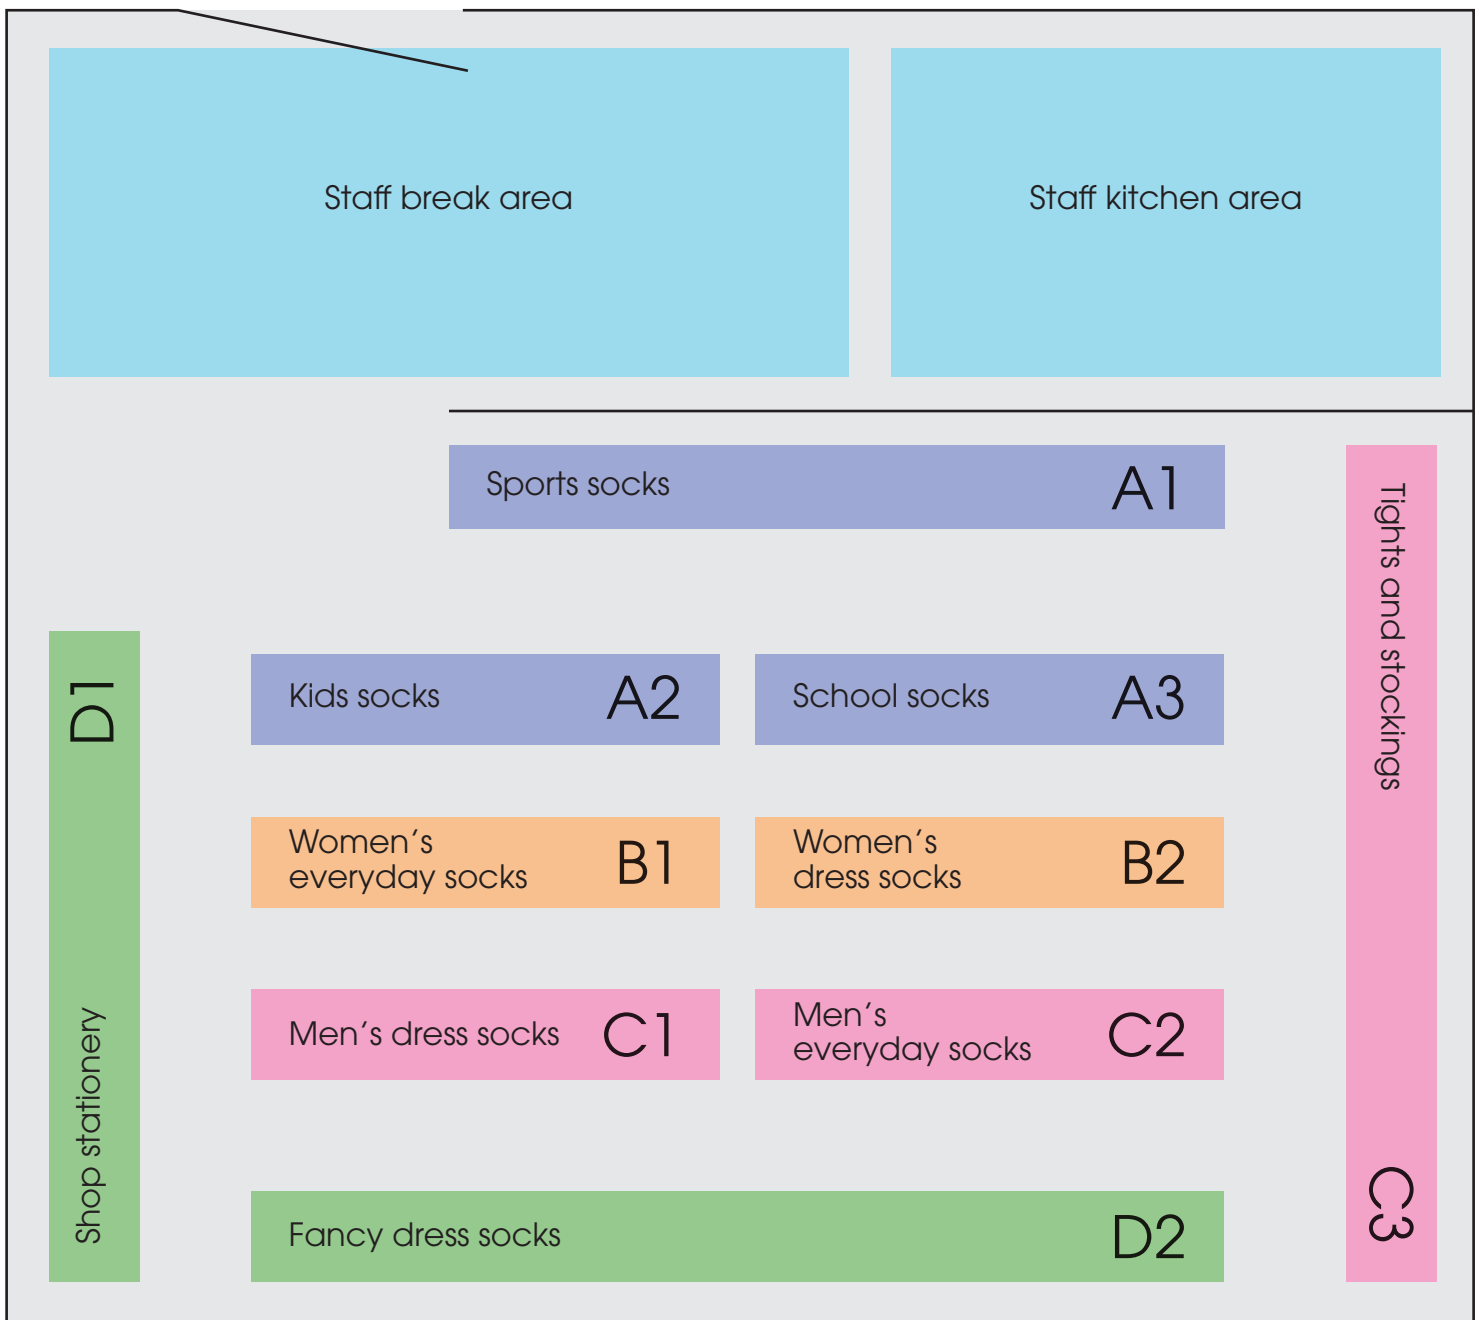 Staff break area
Staff kitchen area
Sports socks A1
Tights and stockings
C3
D1
Shop stationery
Kids socks A2
School socks A3
Women's
everyday socks B1
Women's
dress socks B2
Men's dress socks C1
Men's
everyday socks C2
Fancy dress socks D2